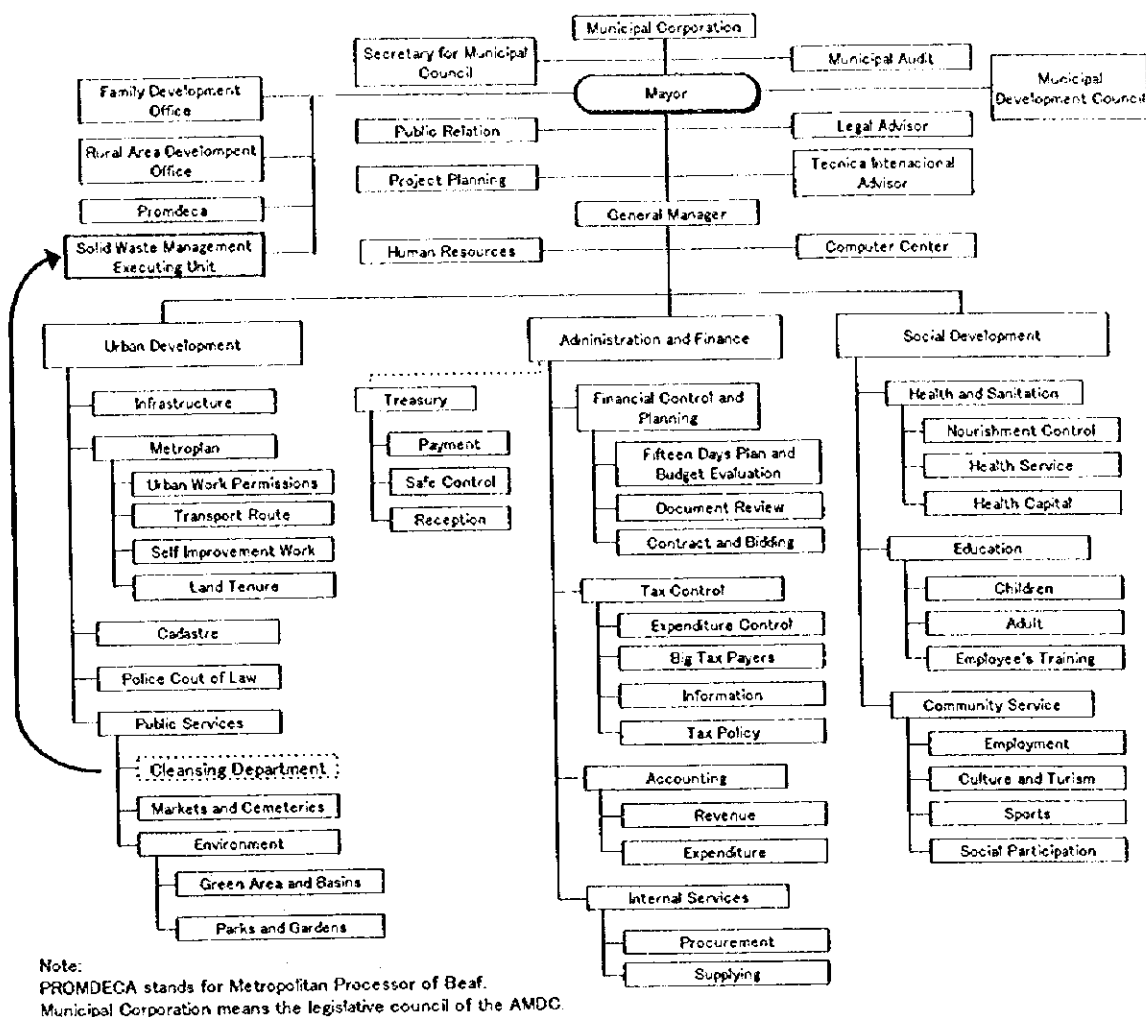 Municipal Corporation
Secretary for Municipal
Council
Municipal Audit
Family Development
Office
Mayor
Municipal
Development Council
Public Relation
Legal Advisor
Rural Area Develompent
Office
Project Planning
Tecnica Intenacional
Advisor
Promdeca
General Manager
Solid Waste Management
Executing Unit
Human Resources
Computer Center
Urban Development
Infrastructure
Metroplan
Urban Work Permissions
Transport Route
Self Improvement Work
Land Tenure
Cadastre
Police Cout of Law
Public Services
Cleansing Department
Markets and Cemeteries
Environment
Green Area and Basins
Parks and Gardens
Administration and Finance
Treasury
Payment
Safe Control
Reception
Financial Control and
Planning
Fifteen Days Plan and
Budget Evaluation
Document Review
Contract and Bidding
Tax Control
Expenditure Control
Big Tax Payers
Information
Tax Policy
Accounting
Revenue
Expenditure
Internal Services
Procurement
Supplying
Social Development
Health and Sanitation
Nourishment Control
Health Service
Health Capital
Education
Children
Adult
Employee's Training
Community Service
Employment
Culture and Turism
Sports
Social Participation
Note:
PROMDECA stands for Metropolitan Processor of Beaf.
Municipal Corporation means the legislative council of the AMDC.